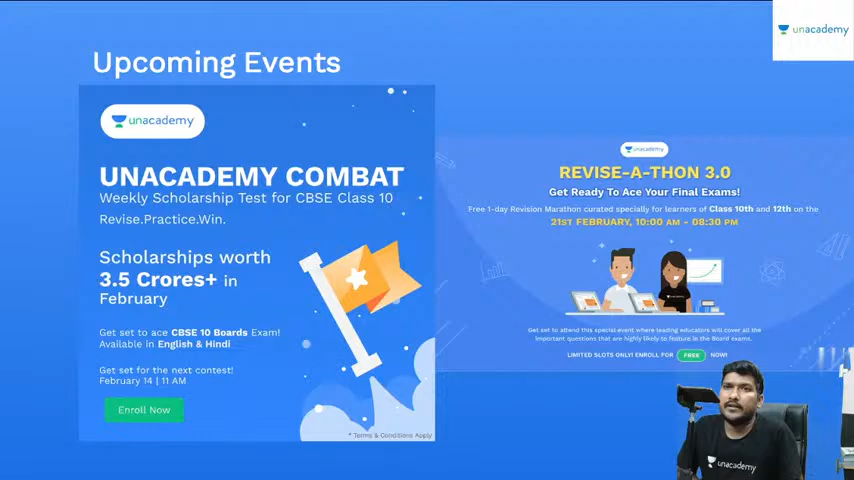 unacademy
Upcoming Events
unacademy
UNACADEMY COMBAT
Weekly Scholarship Test for CBSE Class 10
Revise.Practice.Win.
Scholarships worth
3.5 Crores+ in
February
Get set to ace CBSE 10 Boards Exam!
Available in English & Hindi
Get set for the next contest!
February 14 | 11 AM
Enroll Now
* Terms & Conditions Apply
unacademy
REVISE-A-THON 3.0
Get Ready To Ace Your Final Exams!
Free 1-day Revision Marathon curated specially for learners of Class 10th and 12th on the
21ST FEBRUARY, 10:00 AM - 08:30 PM
Get set to attend this special event where leading educators will cover all the
important questions that are highly likely to feature in the Board exams.
LIMITED SLOTS ONLY! ENROLL FOR FREE NOW!
unacademy